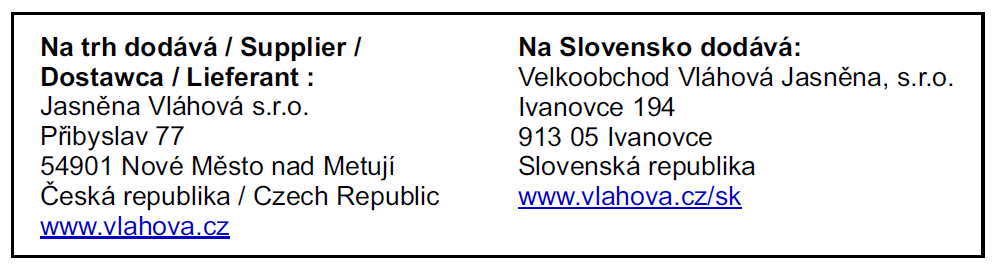 Na trh dodává / Supplier /
Dostawca / Lieferant :
Jasněna Vláhová s.r.o.
Přibyslav 77
54901 Nové Město nad Metují
Česká republika / Czech Republic
www.vlahova.cz
Na Slovensko dodává:
Velkoobchod Vláhová Jasněna, s.r.o.
Ivanovce 194
913 05 Ivanovce
Slovenská republika
www.vlahova.cz/sk